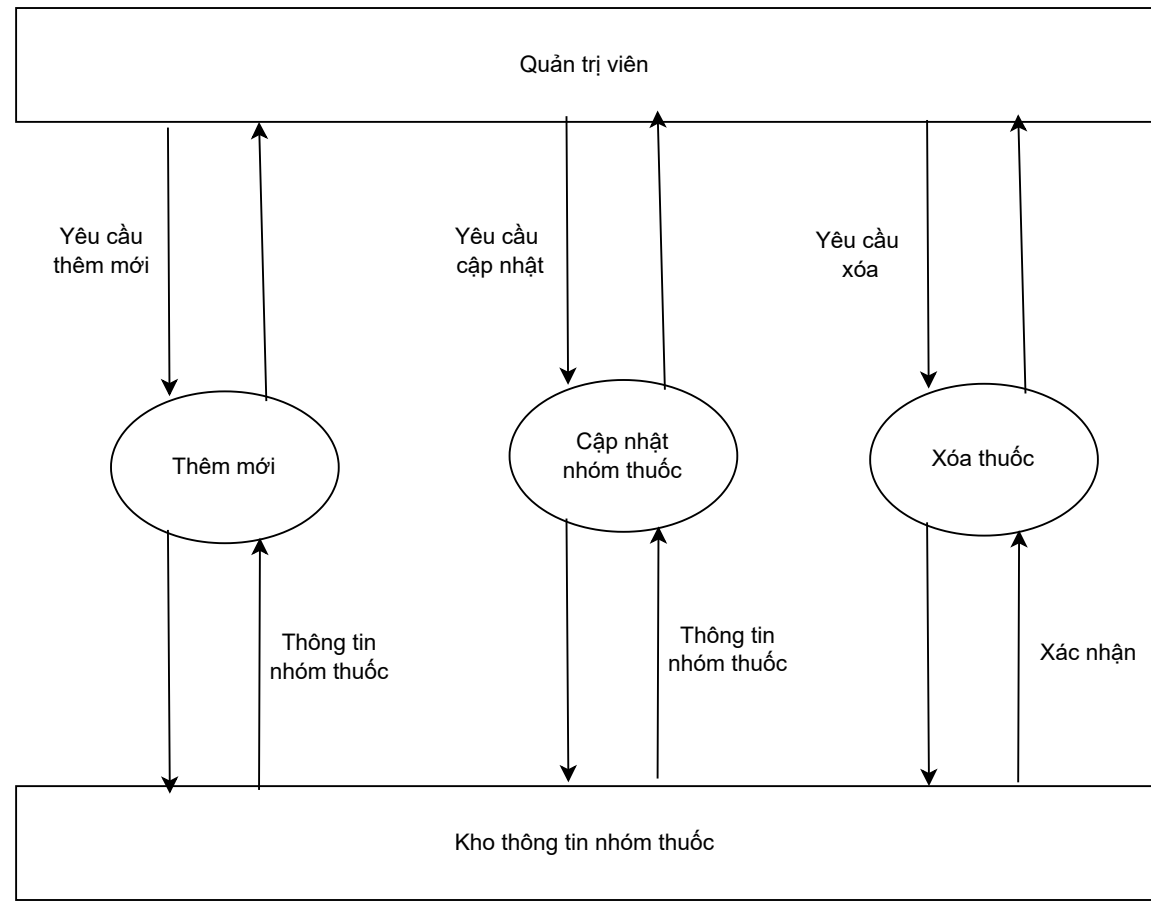 Quản trị viên
Yêu cầu
thêm mới
Yêu cầu
cập nhật
Yêu cầu
xóa
Thêm mới
Cập nhật
nhóm thuốc
Xóa thuốc
Thông tin
nhóm thuốc
Thông tin
nhóm thuốc
Xác nhận
Kho thông tin nhóm thuốc